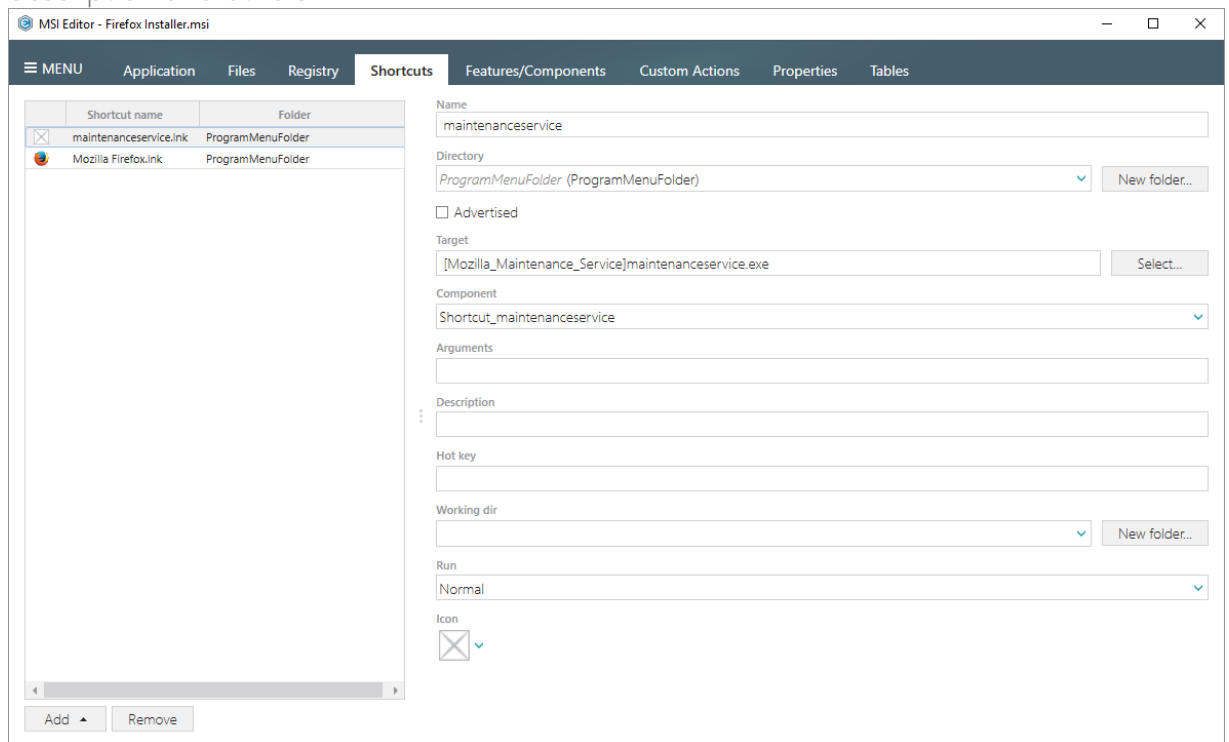 MSI Editor - Firefox Installer.msi
MENU Application Files Registry Shortcuts Features/Components Custom Actions Properties Tables
Shortcut name Folder
maintenanceservice.lnk ProgramMenuFolder
Mozilla Firefox.lnk ProgramMenuFolder
Name
maintenanceservice
Directory
ProgramMenuFolder (ProgramMenuFolder) New folder...
Advertised
Target
[Mozilla_Maintenance_Service]maintenanceservice.exe Select...
Component
Shortcut_maintenanceservice
Arguments
Description
Hot key
Working dir
New folder...
Run
Normal
Icon
Add Remove